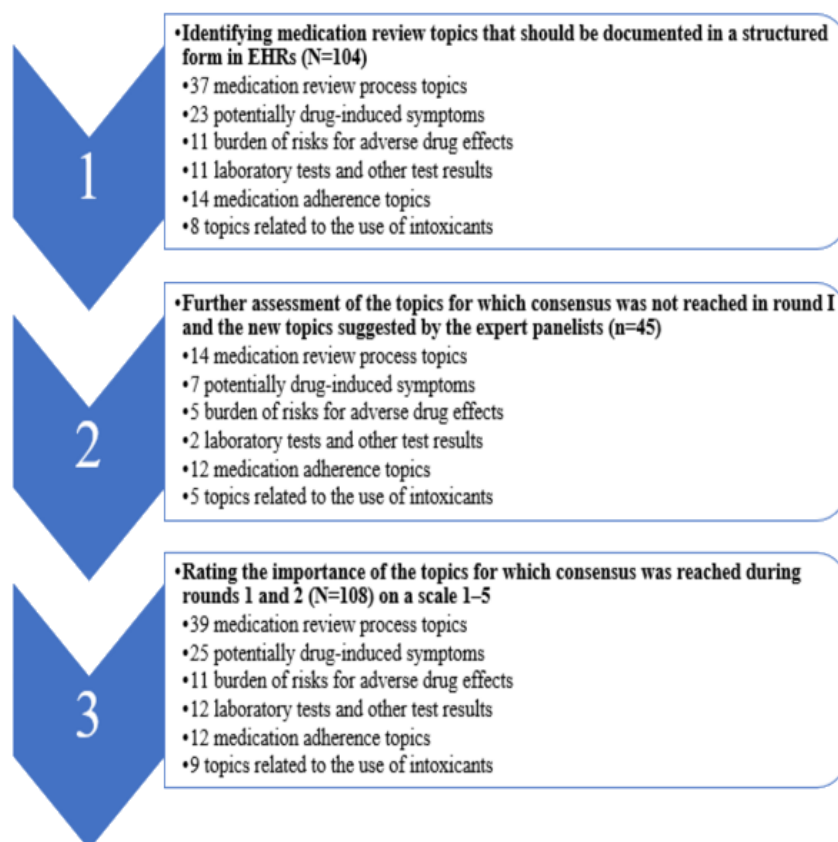 1
•Identifying medication review topics that should be documented in a structured
form in EHRs (N=104)
•37 medication review process topics
•23 potentially drug-induced symptoms
•11 burden of risks for adverse drug effects
•11 laboratory tests and other test results
•14 medication adherence topics
•8 topics related to the use of intoxicants
2
•Further assessment of the topics for which consensus was not reached in round I
and the new topics suggested by the expert panelists (n=45)
•14 medication review process topics
•7 potentially drug-induced symptoms
•5 burden of risks for adverse drug effects
•2 laboratory tests and other test results
•12 medication adherence topics
•5 topics related to the use of intoxicants
3
•Rating the importance of the topics for which consensus was reached during
rounds 1 and 2 (N=108) on a scale 1–5
•39 medication review process topics
•25 potentially drug-induced symptoms
•11 burden of risks for adverse drug effects
•12 laboratory tests and other test results
•12 medication adherence topics
•9 topics related to the use of intoxicants